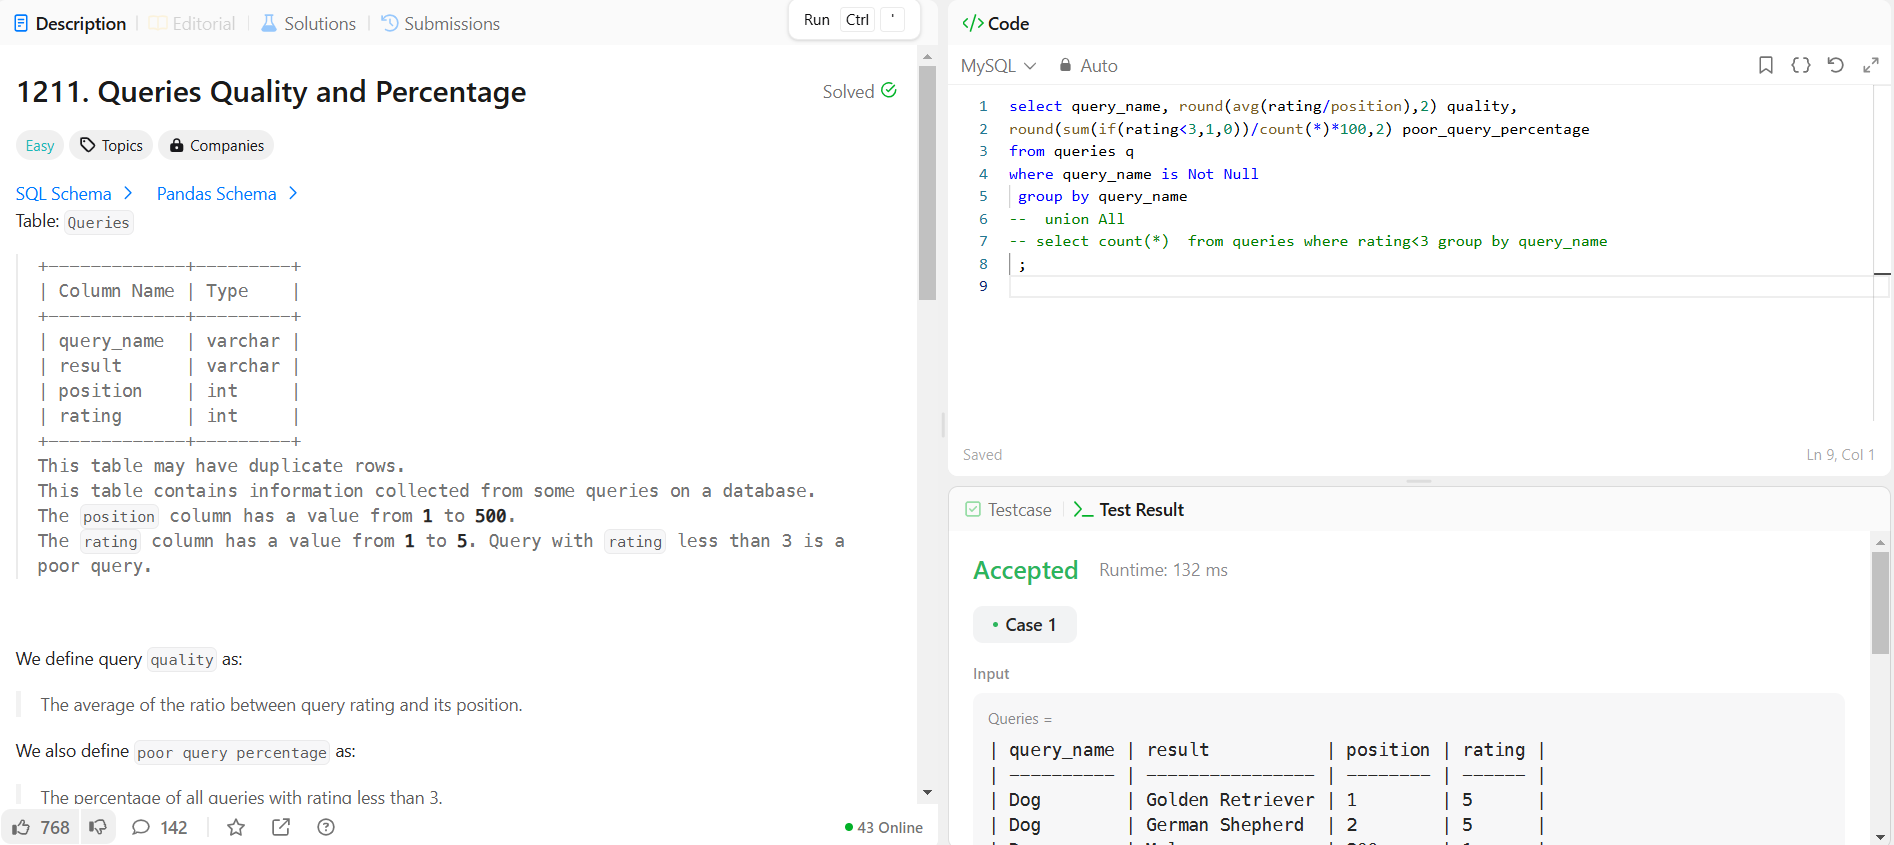 Description | Editorial | Solutions | Submissions
Run Ctrl '
1211. Queries Quality and Percentage
Solved
Easy Topics Companies
SQL Schema > Pandas Schema >
Table: Queries
+-------------+---------+
| Column Name | Type    |
+-------------+---------+
| query_name  | varchar |
| result      | varchar |
| position    | int     |
| rating      | int     |
+-------------+---------+
This table may have duplicate rows.
This table contains information collected from some queries on a database.
The position column has a value from 1 to 500.
The rating column has a value from 1 to 5. Query with rating less than 3 is a
poor query.
We define query quality as:
The average of the ratio between query rating and its position.
We also define poor query percentage as:
The percentage of all queries with rating less than 3.
768 142
43 Online
</> Code
MySQL Auto
1 select query_name, round(avg(rating/position),2) quality,
2 round(sum(if(rating<3,1,0))/count(*)*100,2) poor_query_percentage
3 from queries q
4 where query_name is Not Null
5 group by query_name
6 --  union All
7 -- select count(*)  from queries where rating<3 group by query_name
8 ;
9
Saved
Ln 9, Col 1
Testcase | >_ Test Result
Accepted Runtime: 132 ms
• Case 1
Input
Queries =
| query_name | result           | position | rating |
| ---------- | ---------------- | -------- | ------ |
| Dog        | Golden Retriever | 1        | 5      |
| Dog        | German Shepherd  | 2        | 5      |